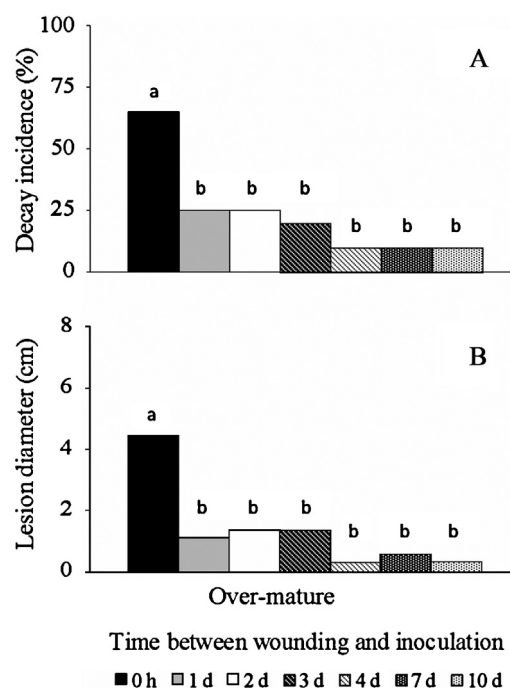 100
A
Decay incidence (%)
75
a
50
b b b
25
b b b
0
8
B
Lesion diameter (cm)
6
a
4
2
b b b
b b b
0
Over-mature
Time between wounding and inoculation
0 h 1 d 2 d 3 d 4 d 7 d 10 d